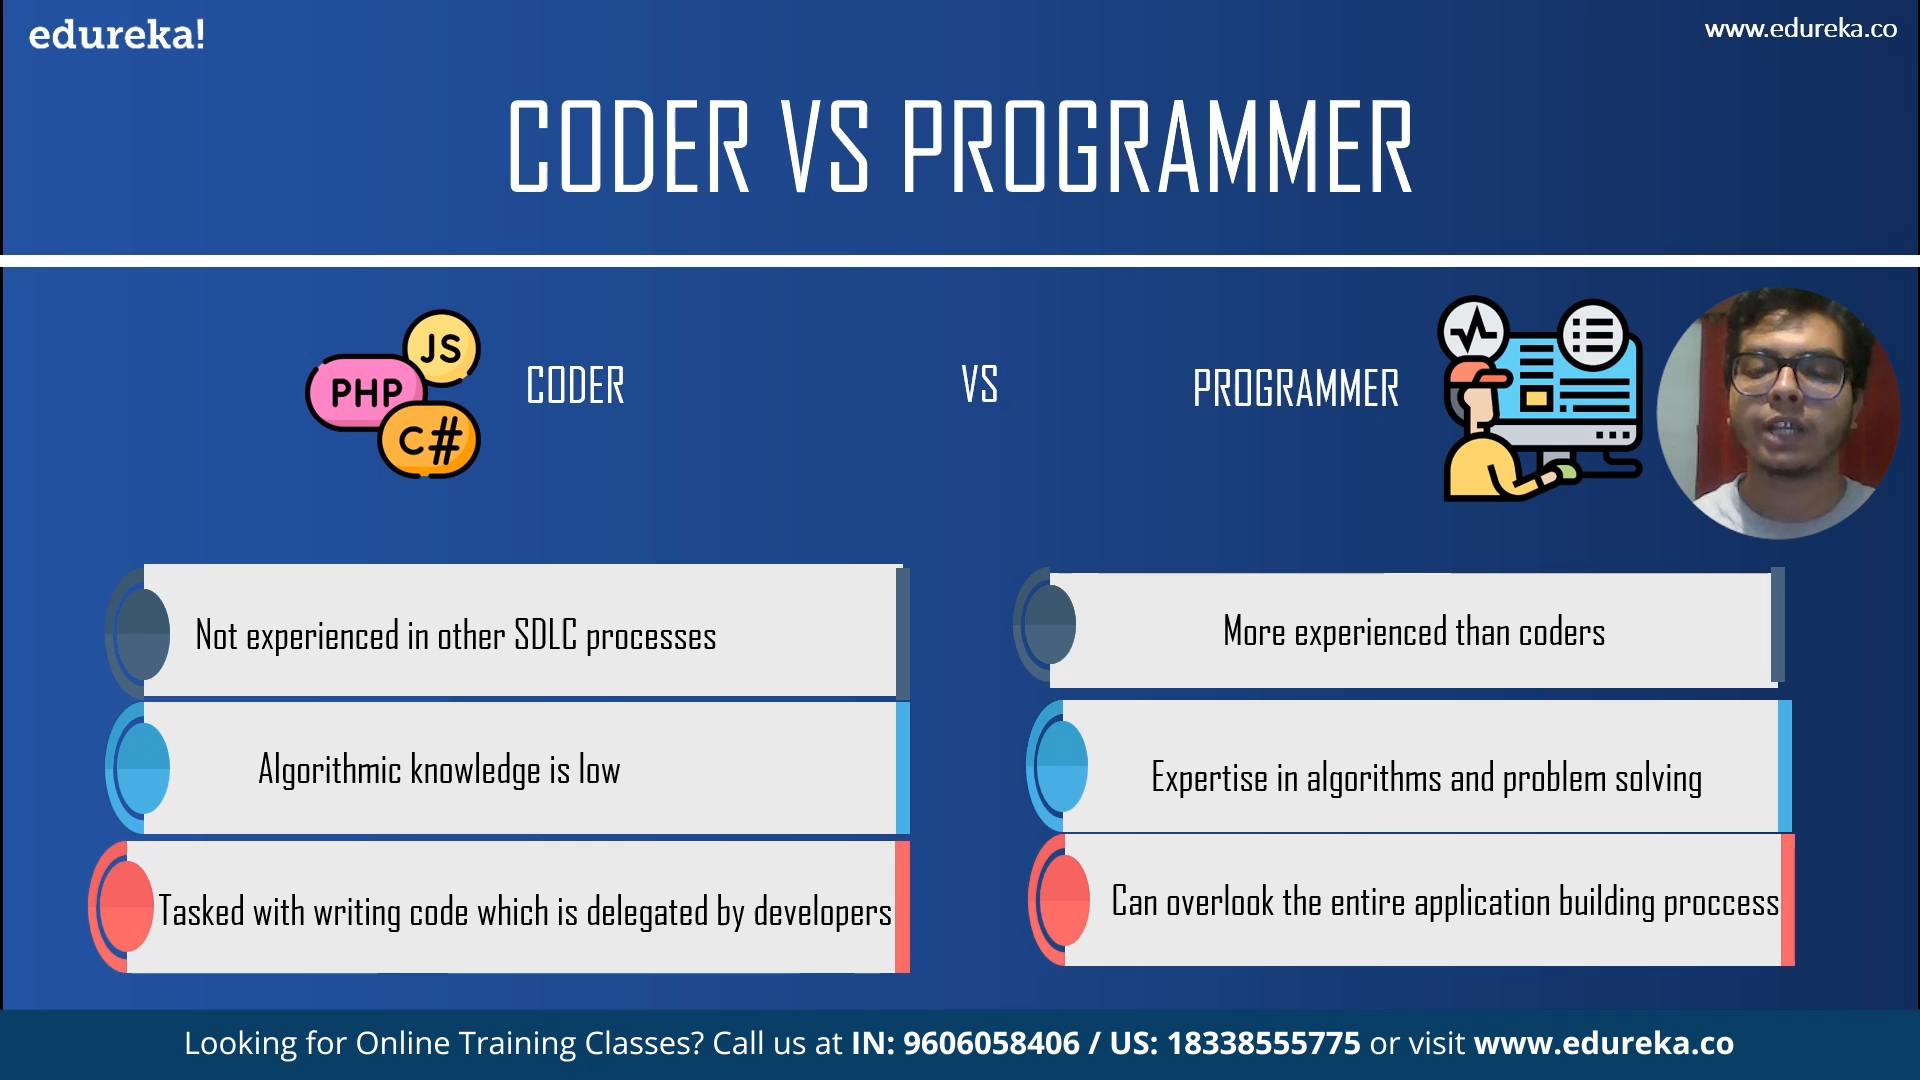 edureka!
www.edureka.co
CODER VS PROGRAMMER
JS
PHP
C#
CODER
VS
PROGRAMMER
Not experienced in other SDLC processes
More experienced than coders
Algorithmic knowledge is low
Expertise in algorithms and problem solving
Tasked with writing code which is delegated by developers
Can overlook the entire application building proccess
Looking for Online Training Classes? Call us at IN: 9606058406 / US: 18338555775 or visit www.edureka.co